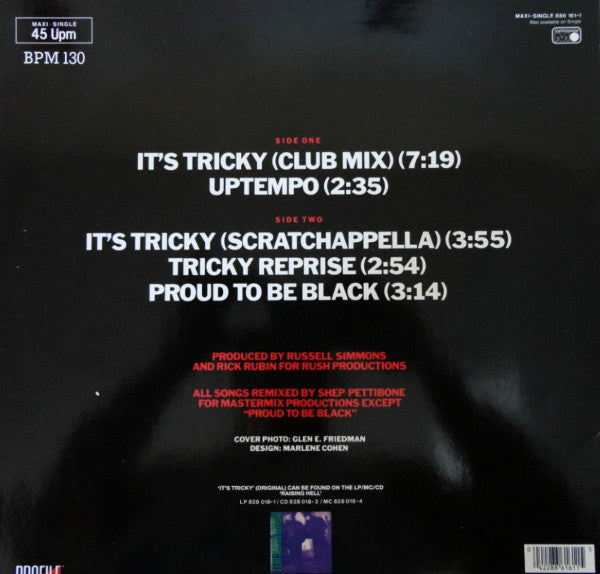 MAXI-SINGLE
45 Upm
BPM 130
MAXI-SINGLE 886 161-1
Also available on Single
SIDE ONE
IT'S TRICKY (CLUB MIX) (7:19)
UPTEMPO (2:35)
SIDE TWO
IT'S TRICKY (SCRATCHAPPELLA) (3:55)
TRICKY REPRISE (2:54)
PROUD TO BE BLACK (3:14)
PRODUCED BY RUSSELL SIMMONS
AND RICK RUBIN FOR RUSH PRODUCTIONS
ALL SONGS REMIXED BY SHEP PETTIBONE
FOR MASTERMIX PRODUCTIONS EXCEPT
"PROUD TO BE BLACK"
COVER PHOTO: GLEN E. FRIEDMAN
DESIGN: MARLENE COHEN
'IT'S TRICKY' (ORIGINAL) CAN BE FOUND ON THE LP/MC/CD
'RAISING HELL'
LP 828 018-1 / CD 828 018-2 / MC 828 018-4
PROFILE
0 42288 61611 5